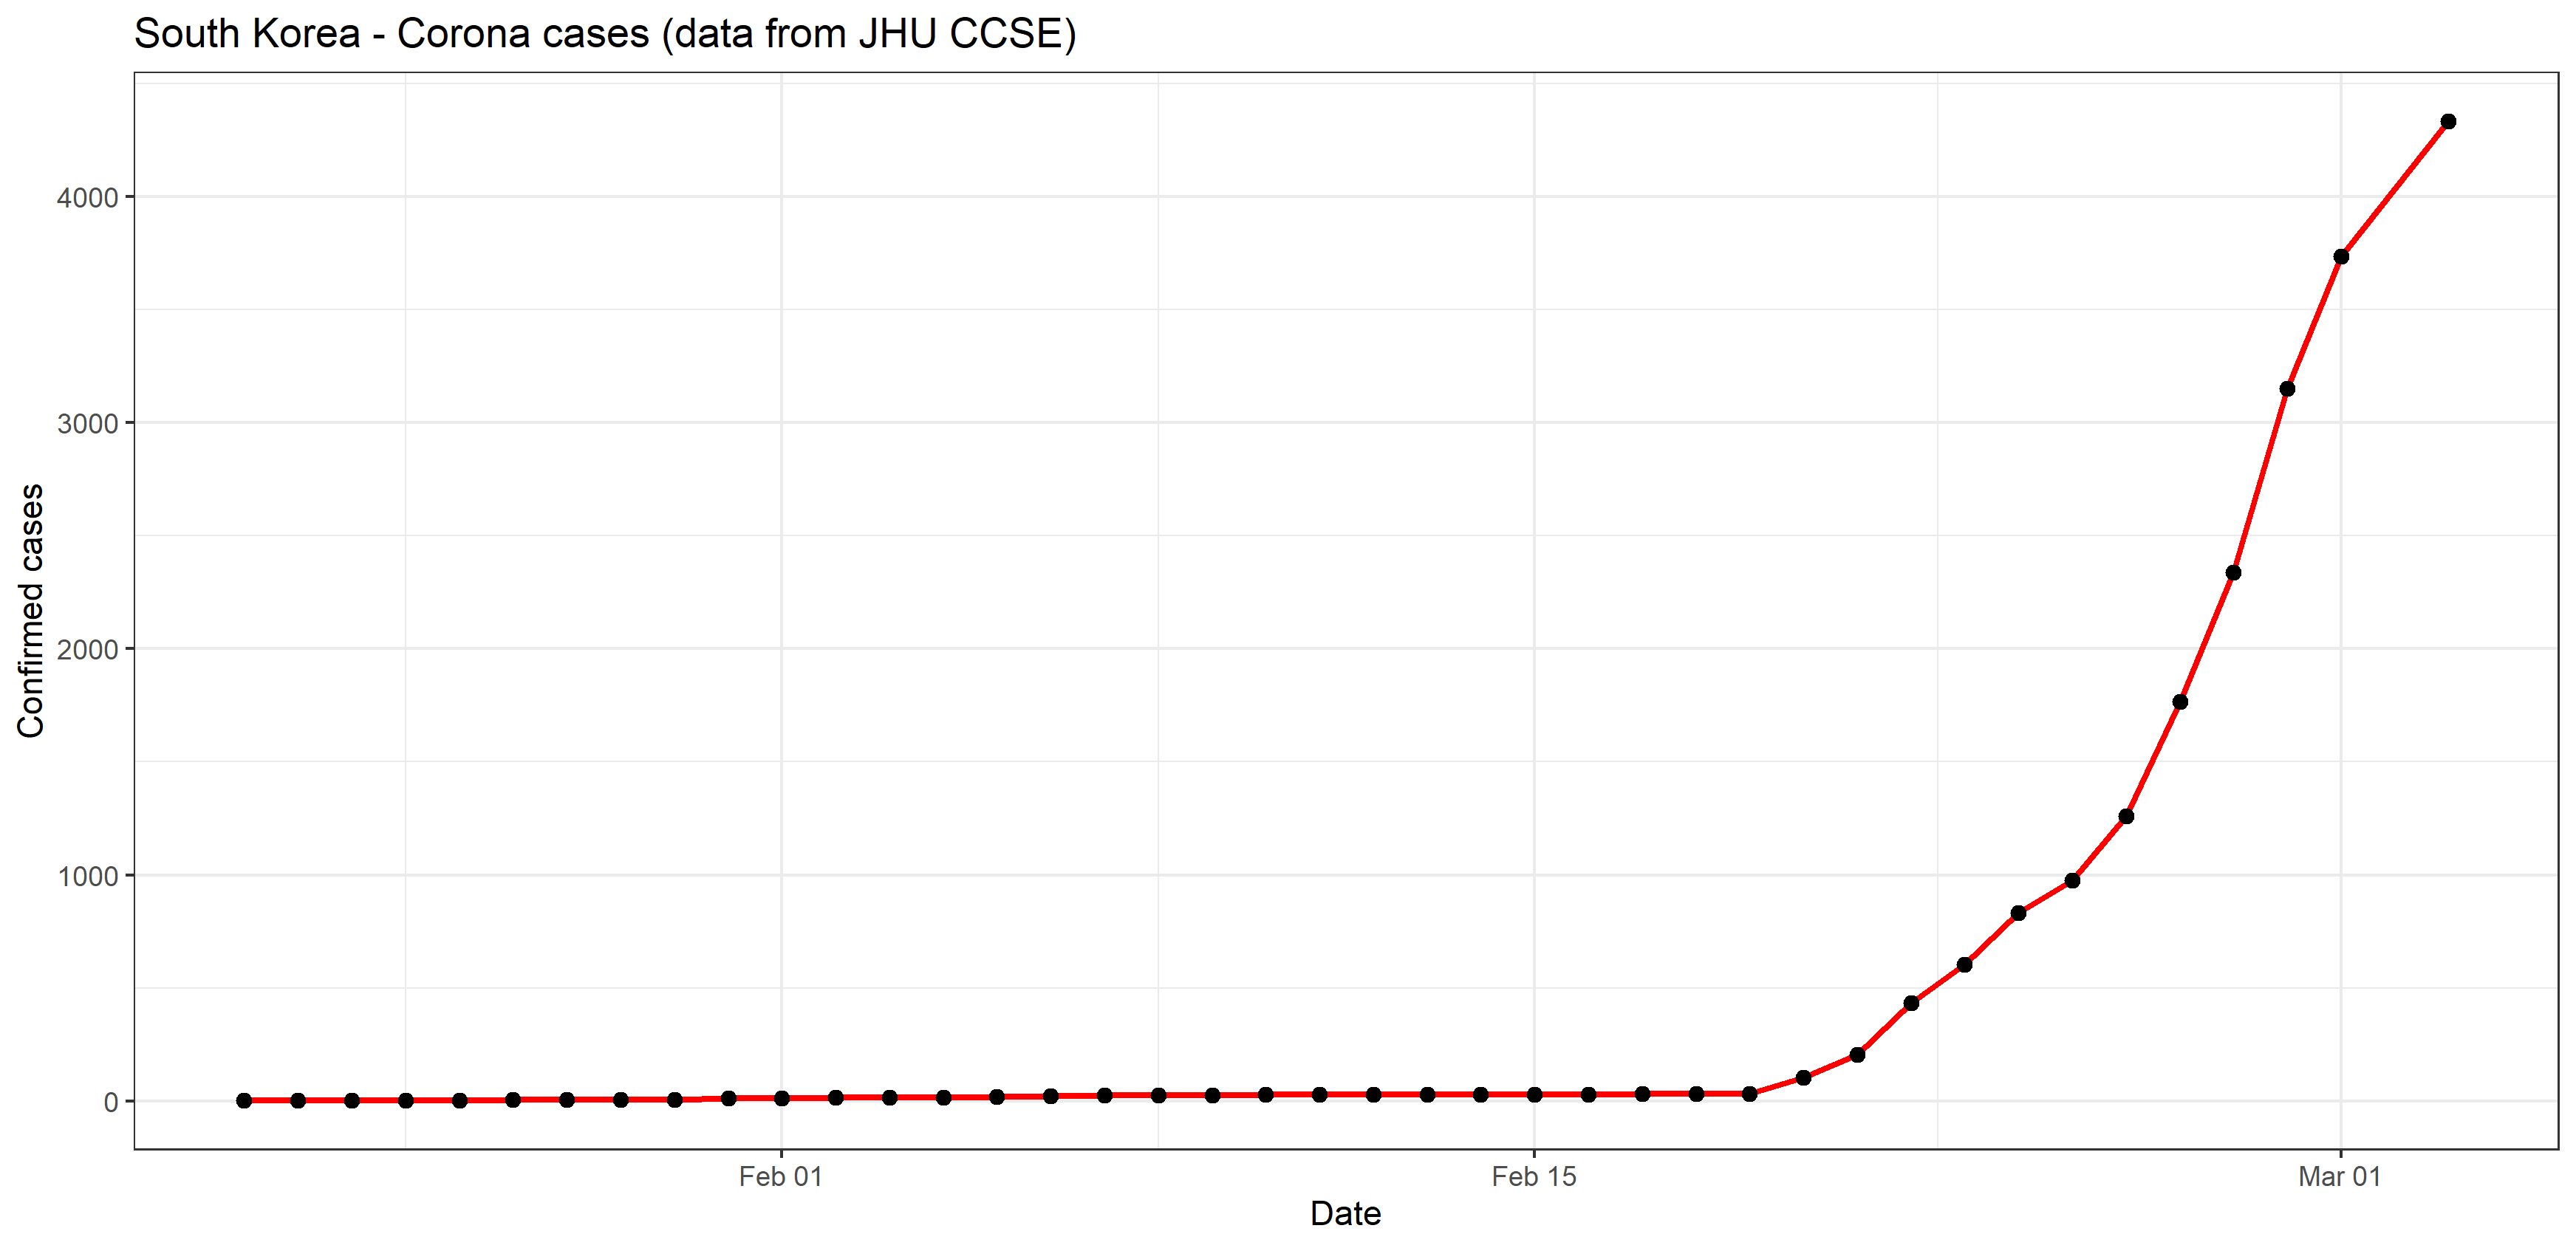 South Korea - Corona cases (data from JHU CCSE)
Confirmed cases
4000
3000
2000
1000
0
Feb 01
Feb 15
Mar 01
Date